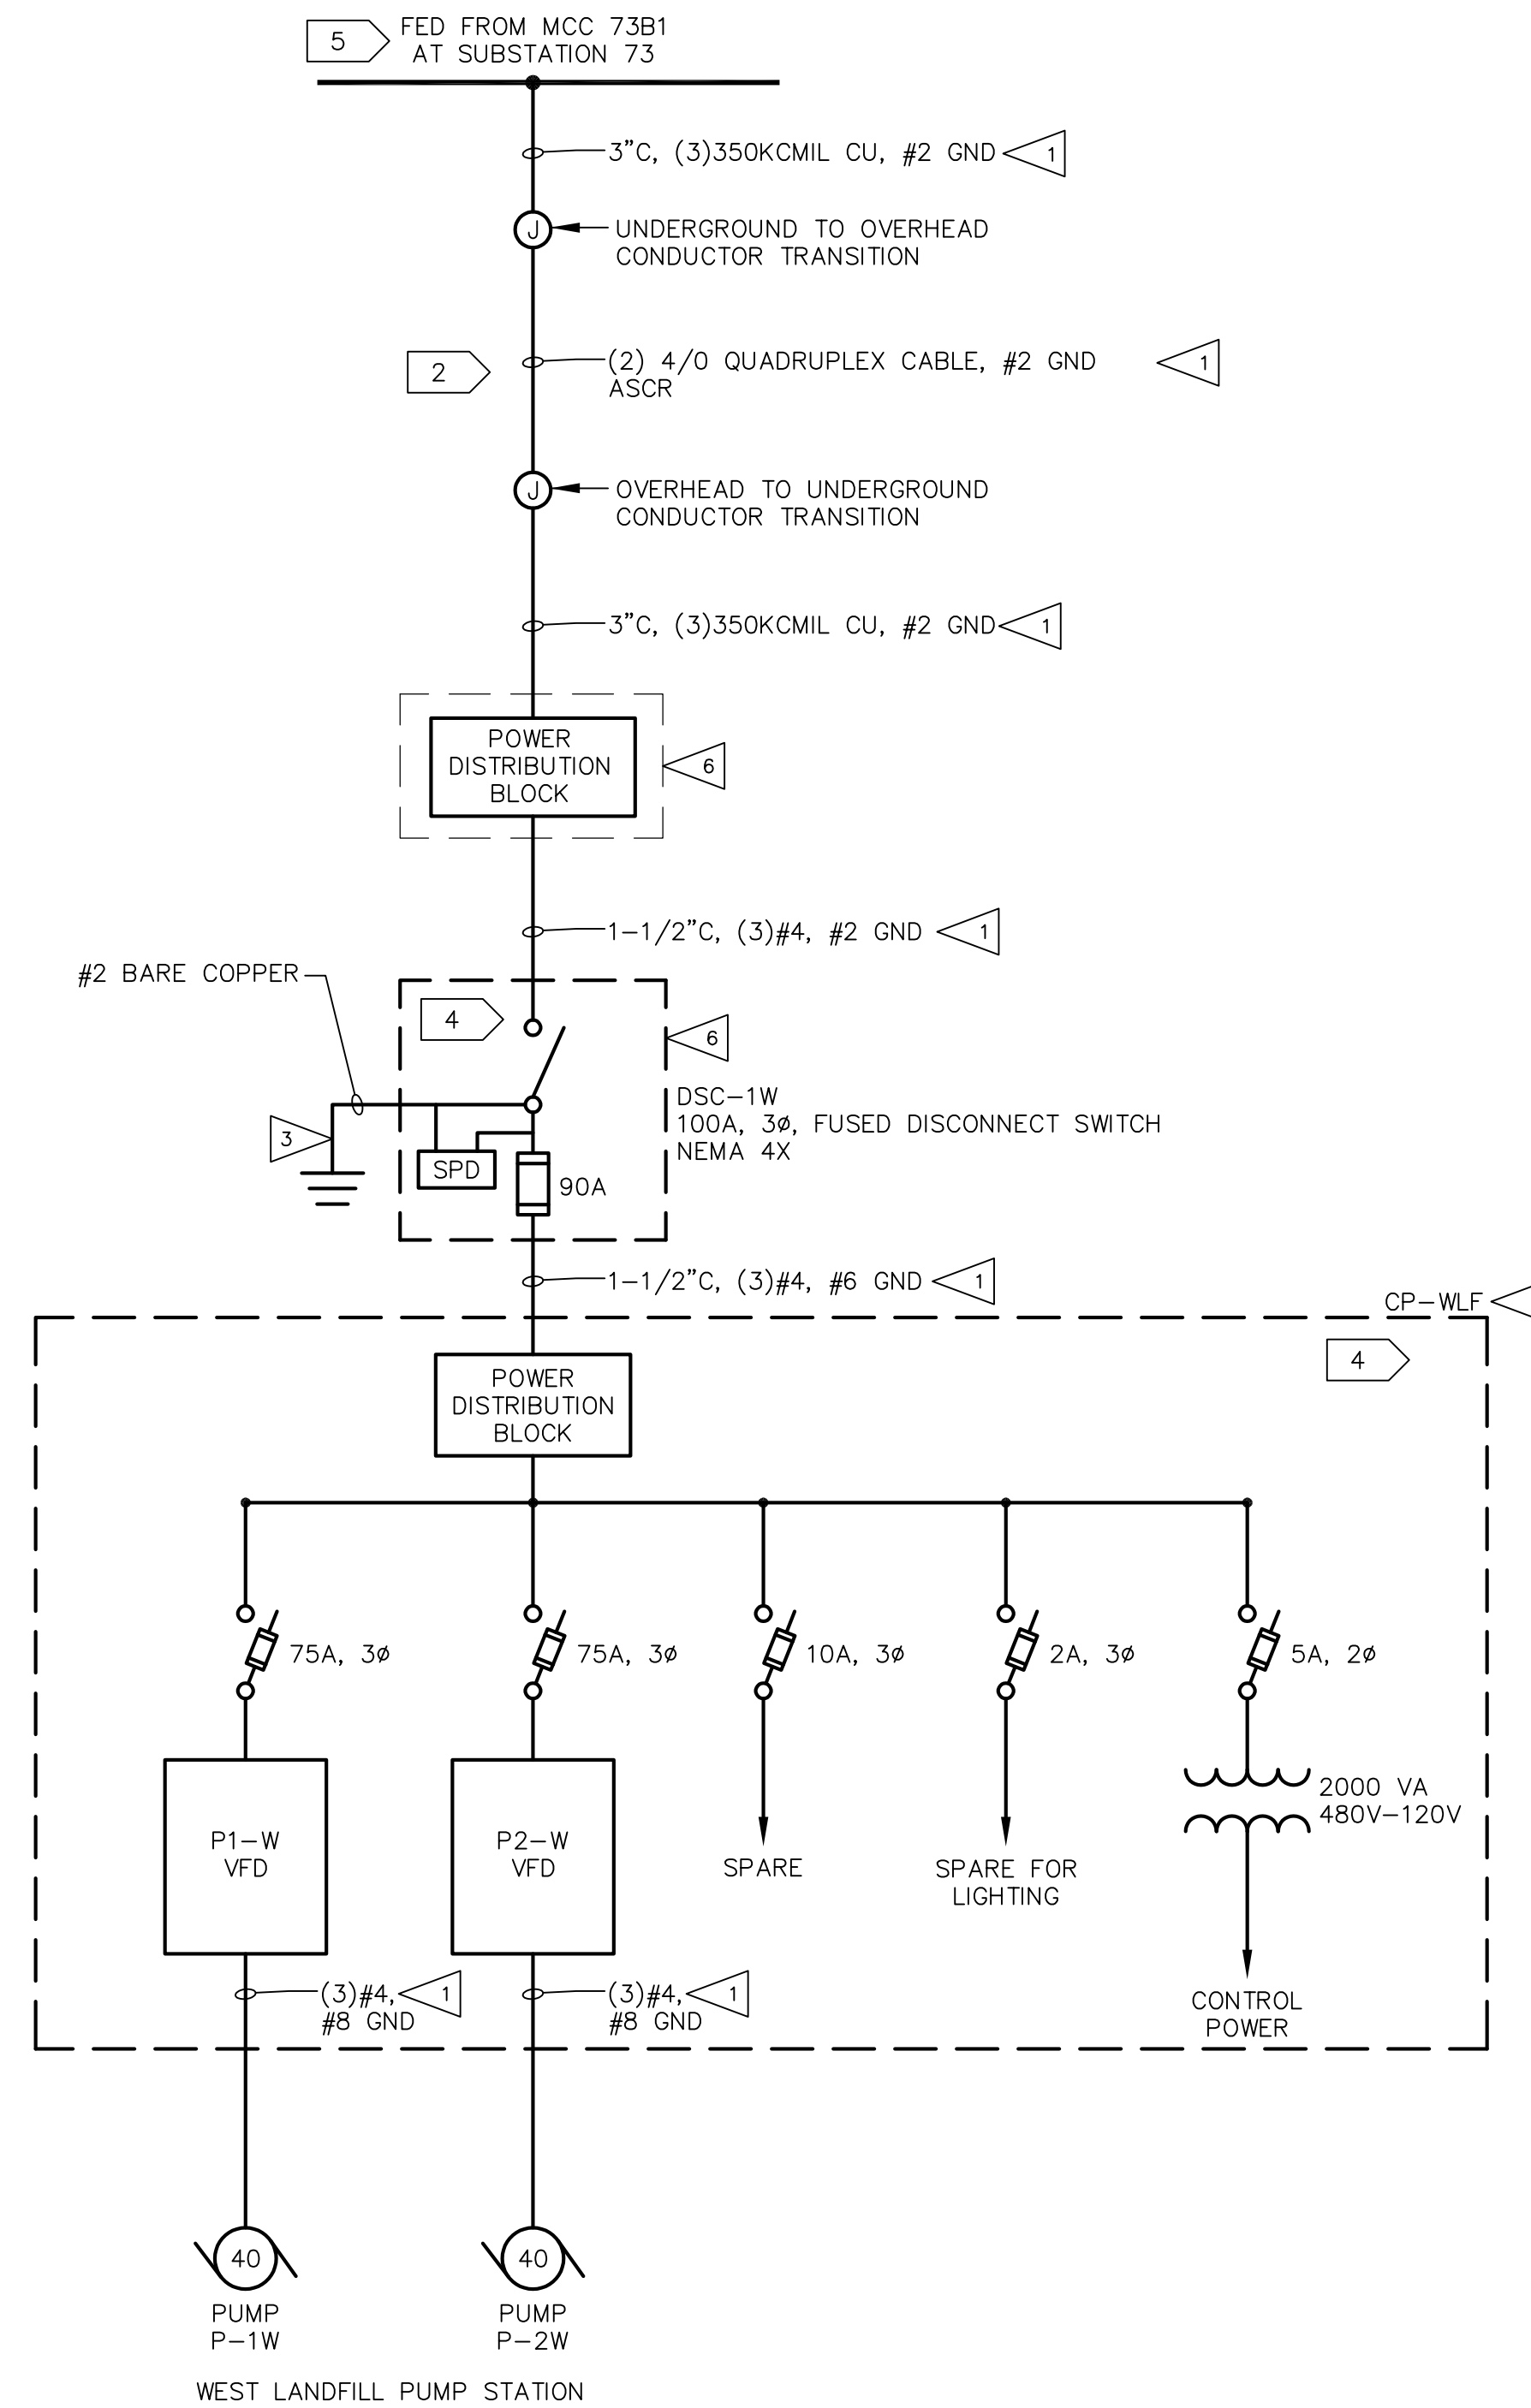 5
FED FROM MCC 73B1
AT SUBSTATION 73
3"C, (3)350KCMIL CU, #2 GND
1
J
UNDERGROUND TO OVERHEAD
CONDUCTOR TRANSITION
2
(2) 4/0 QUADRUPLEX CABLE, #2 GND
ASCR
1
J
OVERHEAD TO UNDERGROUND
CONDUCTOR TRANSITION
3"C, (3)350KCMIL CU, #2 GND
1
POWER
DISTRIBUTION
BLOCK
6
1-1/2"C, (3)#4, #2 GND
1
#2 BARE COPPER
4
6
DSC-1W
100A, 3ø, FUSED DISCONNECT SWITCH
NEMA 4X
3
SPD
90A
1-1/2"C, (3)#4, #6 GND
1
CP-WLF
4
POWER
DISTRIBUTION
BLOCK
75A, 3ø
75A, 3ø
10A, 3ø
2A, 3ø
5A, 2ø
P1-W
VFD
P2-W
VFD
SPARE
SPARE FOR
LIGHTING
2000 VA
480V-120V
CONTROL
POWER
(3)#4,
#8 GND
1
(3)#4,
#8 GND
1
40
PUMP
P-1W
40
PUMP
P-2W
WEST LANDFILL PUMP STATION